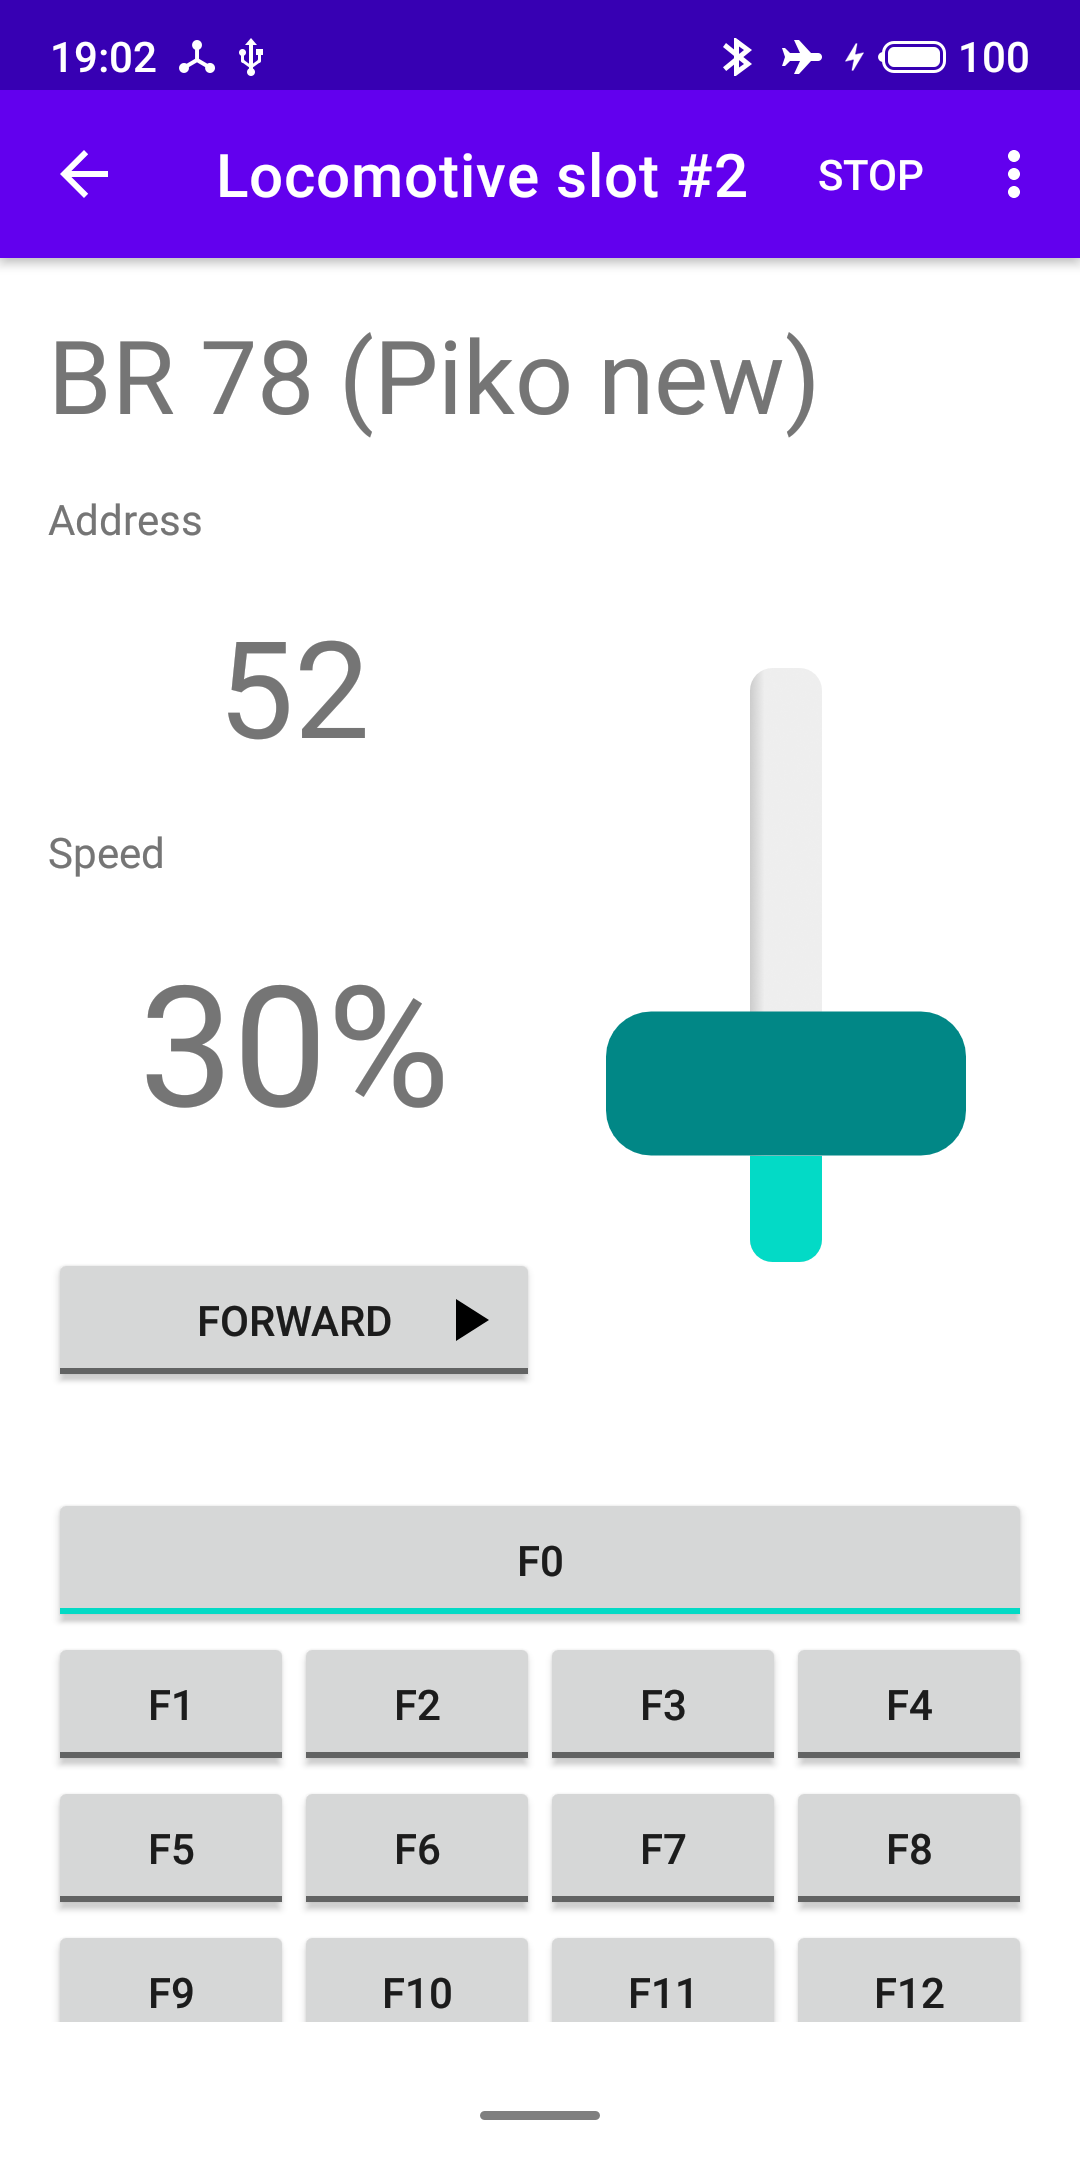 19:02 100
Locomotive slot #2 STOP
BR 78 (Piko new)
Address
52
Speed
30%
FORWARD
F0
F1 F2 F3 F4
F5 F6 F7 F8
F9 F10 F11 F12